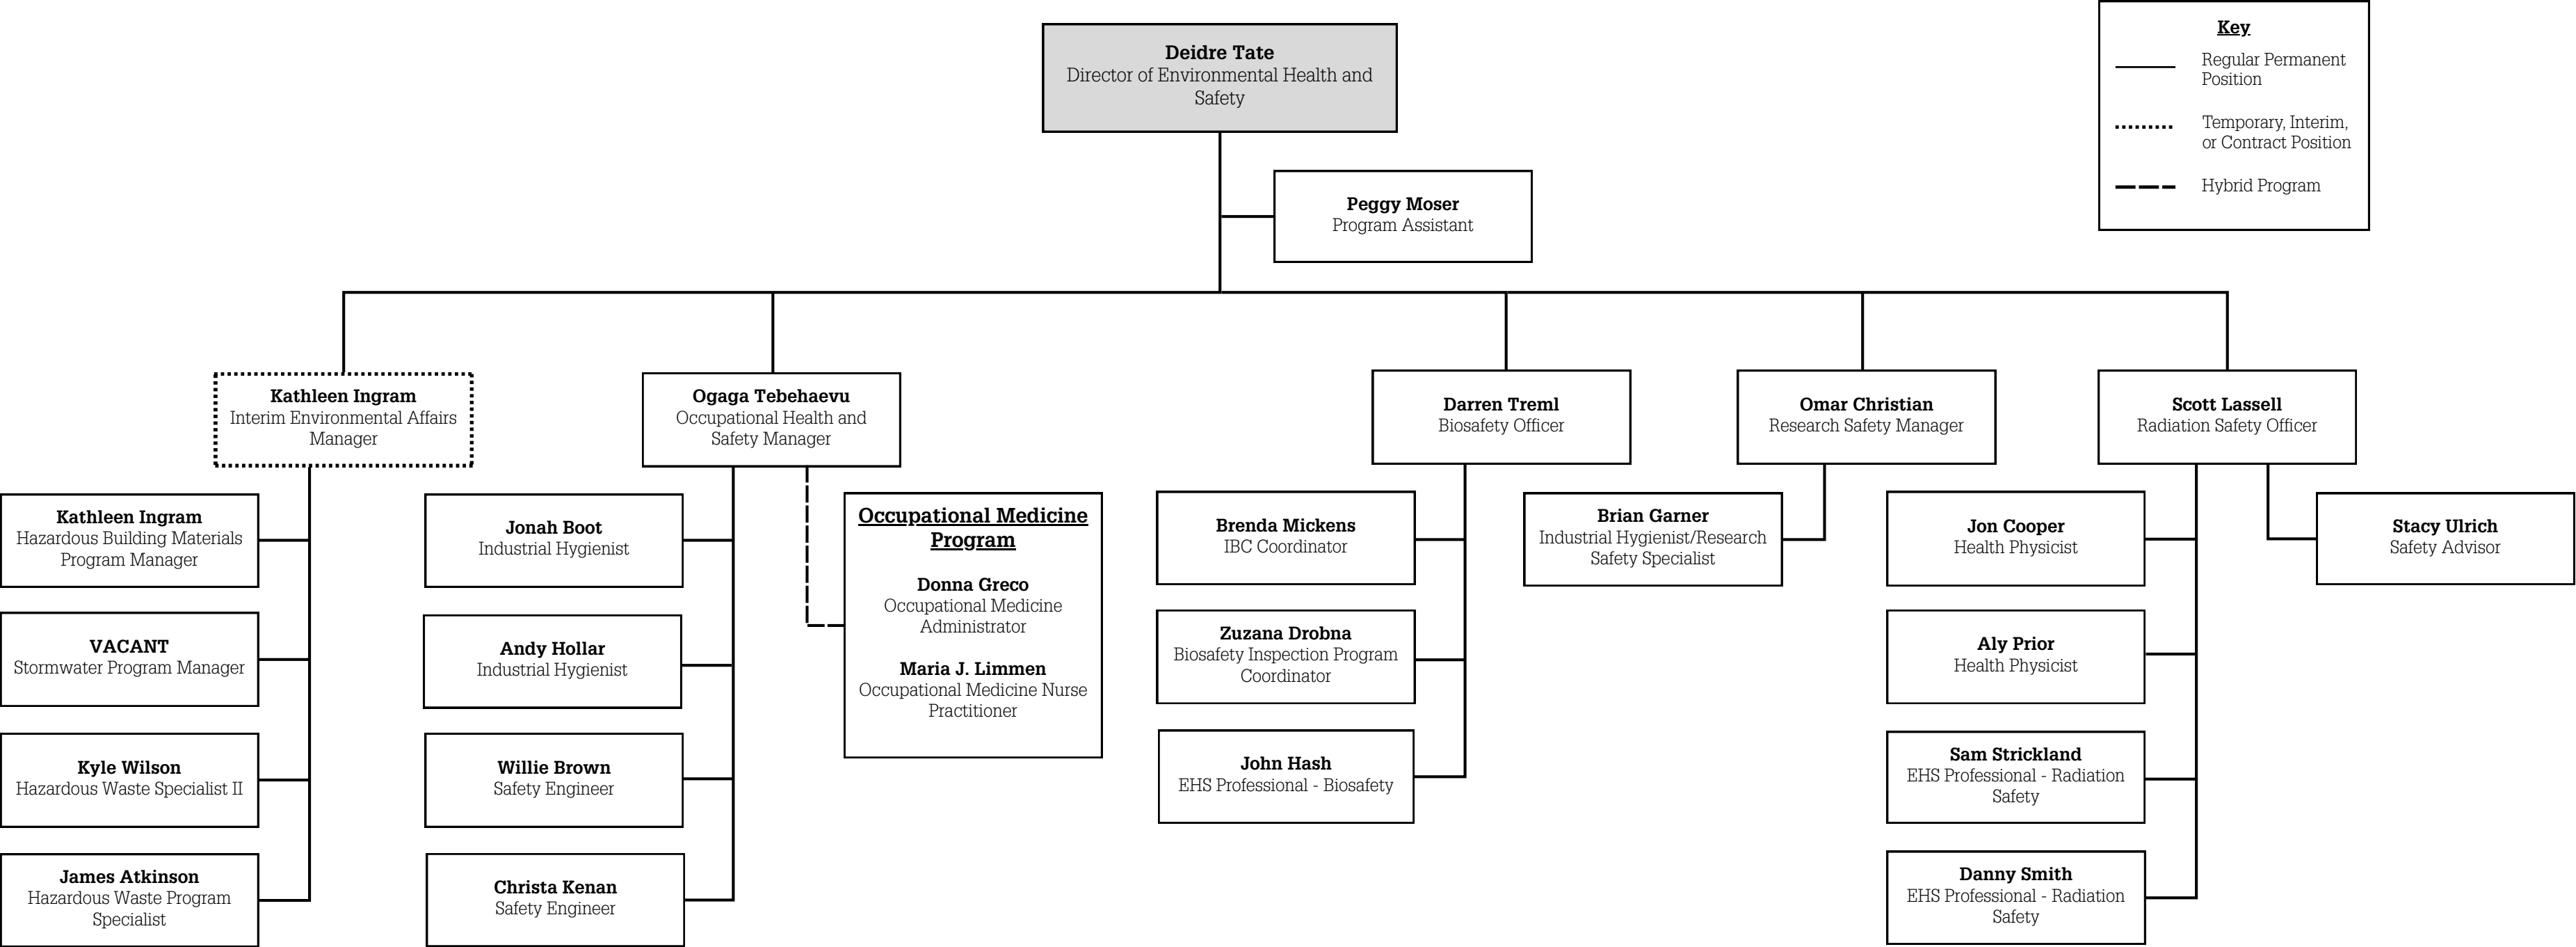 Deidre Tate
Director of Environmental Health and
Safety
Key
Regular Permanent
Position
Temporary, Interim,
or Contract Position
Hybrid Program
Peggy Moser
Program Assistant
Kathleen Ingram
Interim Environmental Affairs
Manager
Ogaga Tebehaevu
Occupational Health and
Safety Manager
Darren Treml
Biosafety Officer
Omar Christian
Research Safety Manager
Scott Lassell
Radiation Safety Officer
Kathleen Ingram
Hazardous Building Materials
Program Manager
VACANT
Stormwater Program Manager
Kyle Wilson
Hazardous Waste Specialist II
James Atkinson
Hazardous Waste Program
Specialist
Jonah Boot
Industrial Hygienist
Andy Hollar
Industrial Hygienist
Willie Brown
Safety Engineer
Christa Kenan
Safety Engineer
Occupational Medicine
Program
Donna Greco
Occupational Medicine
Administrator
Maria J. Limmen
Occupational Medicine Nurse
Practitioner
Brenda Mickens
IBC Coordinator
Zuzana Drobna
Biosafety Inspection Program
Coordinator
John Hash
EHS Professional - Biosafety
Brian Garner
Industrial Hygienist/Research
Safety Specialist
Jon Cooper
Health Physicist
Aly Prior
Health Physicist
Sam Strickland
EHS Professional - Radiation
Safety
Danny Smith
EHS Professional - Radiation
Safety
Stacy Ulrich
Safety Advisor